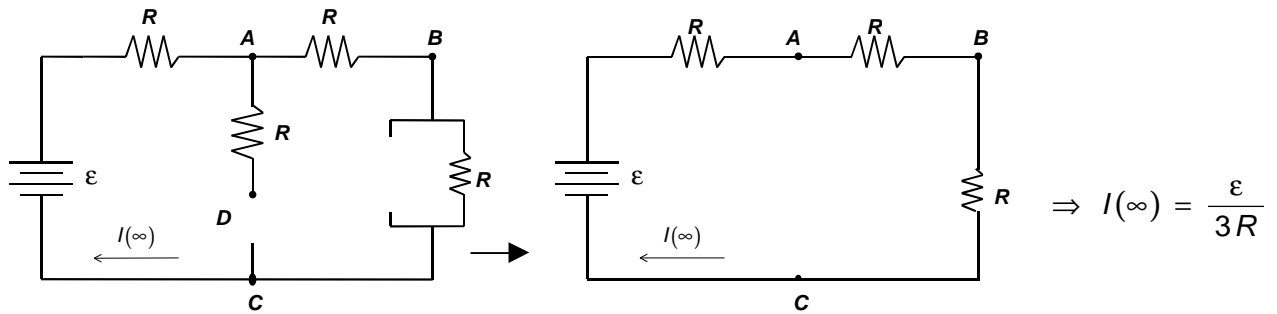 R R
A B
R
R
ε
D
I(∞)
C
R R
A B
R
ε
I(∞)
C
⇒ I(∞) = ε / 3R